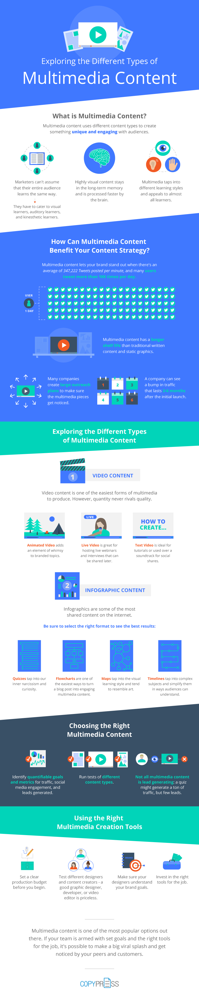 Exploring the Different Types of
Multimedia Content
What is Multimedia Content?
Multimedia content uses different content types to create
something unique and engaging with audiences.
Marketers can't assume
that their entire audience
learns the same way.
They have to cater to visual
learners, auditory learners,
and kinesthetic learners.
Highly visual content stays
in the long-term memory
and is processed faster by
the brain.
Multimedia taps into
different learning styles
and appeals to almost
all learners.
How Can Multimedia Content
Benefit Your Content Strategy?
Multimedia content lets your brand stand out when there's an
average of 347,222 Tweets posted per minute, and many users
tweet more than 100 times per day.
USER
1 DAY
Multimedia content has a longer
shelf life than traditional written
content and static graphics.
Many companies
create large outreach
plans to make sure
the multimedia pieces
get noticed.
1
2
3
4
5
6
A company can see
a bump in traffic
that lasts 3-6 months
after the initial launch.
Exploring the Different Types
of Multimedia Content
1
VIDEO CONTENT
Video content is one of the easiest forms of multimedia
to produce. However, quantity never rivals quality.
LIVE
HOW TO
CREATE...
Animated Video adds
an element of whimsy
to branded topics.
Live Video is great for
hosting live webinars
and interviews that can
be shared later.
Text Video is ideal for
tutorials or used over a
soundtrack for social
shares.
2
INFOGRAPHIC CONTENT
Infographics are some of the most
shared content on the internet.
Be sure to select the right format to see the best results:
Quizzes tap into our
inner narcissism and
curiosity.
Flowcharts are one of
the easiest ways to turn
a blog post into engaging
multimedia content.
Maps tap into the visual
learning style and tend
to resemble art.
Timelines tap into complex
subjects and simplify them
in ways audiences can
understand.
Choosing the Right
Multimedia Content
Identify quantifiable goals
and metrics for traffic, social
media engagement, and
leads generated.
Run tests of different
content types.
Not all multimedia content
is lead generating: a quiz
might generate a ton of
traffic, but few leads.
Using the Right
Multimedia Creation Tools
BRAND
Set a clear
production budget
before you begin.
Test different designers
and content creators - a
good graphic designer,
developer, or video
editor is priceless.
Make sure your
designers understand
your brand goals.
Invest in the right
tools for the job.
Multimedia content is one of the most popular options out
there. If your team is armed with set goals and the right tools
for the job, it's possible to make a big viral splash and get
noticed by your peers and customers.
COPYPRESS